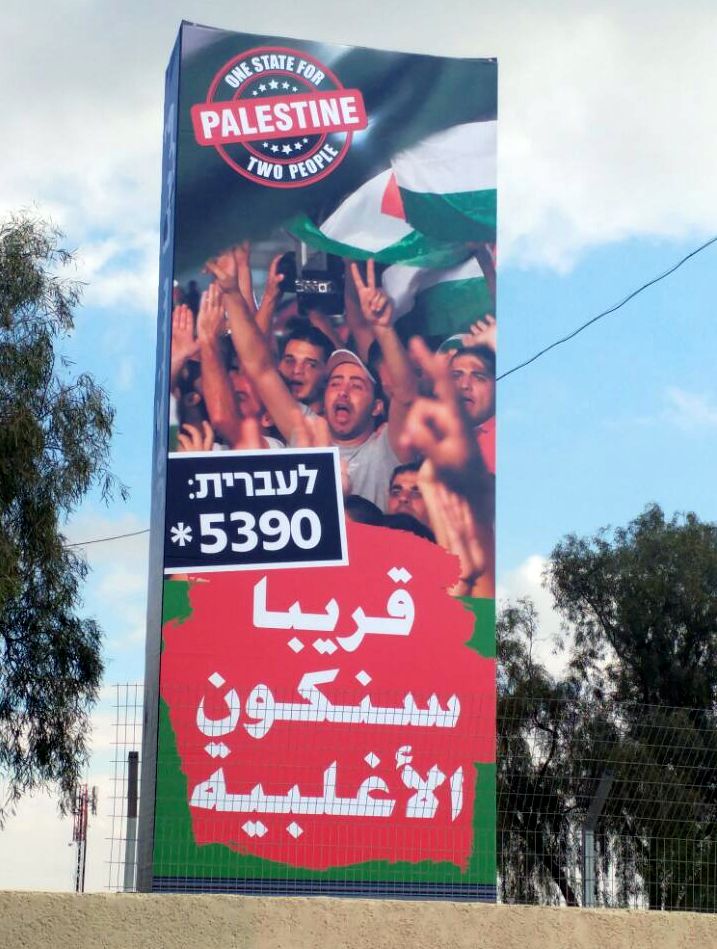 ONE STATE FOR
PALESTINE
TWO PEOPLE
לעברית:
*5390
قريبا
سنكون
الأغلبية